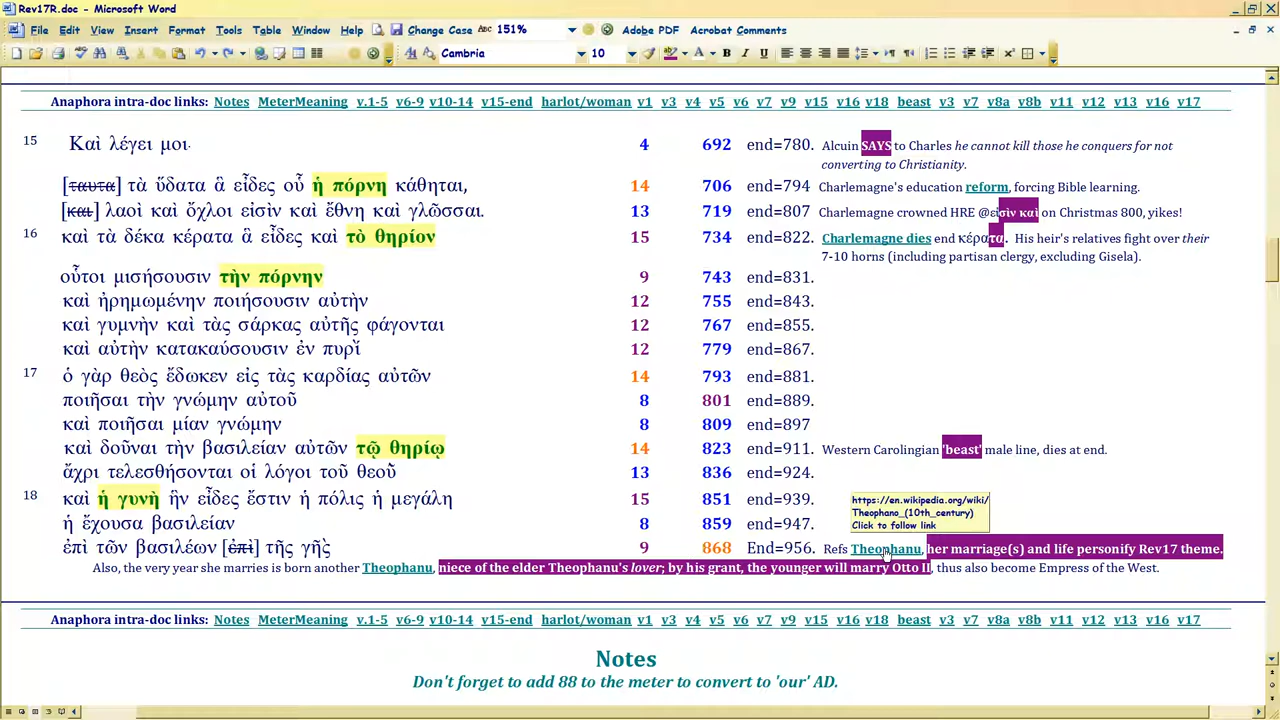 Rev17R.doc - Microsoft Word
File Edit View Insert Format Tools Table Window Help Change Case 151% Adobe PDF Acrobat Comments
Cambria 10 B I U
Anaphora intra-doc links: Notes MeterMeaning v.1-5 v6-9 v10-14 v15-end harlot/woman v1 v3 v4 v5 v6 v7 v9 v15 v16 v18 beast v3 v7 v8a v8b v11 v12 v13 v16 v17
15 Καὶ λέγει μοι· 4 692 end=780. Alcuin SAYS to Charles he cannot kill those he conquers for not
converting to Christianity.
[ταυτα] τὰ ὕδατα ἃ εἶδες οὗ ἡ πόρνη κάθηται, 14 706 end=794 Charlemagne's education reform, forcing Bible learning.
[και] λαοὶ καὶ ὄχλοι εἰσὶν καὶ ἔθνη καὶ γλῶσσαι. 13 719 end=807 Charlemagne crowned HRE @εἰσὶν καὶ on Christmas 800, yikes!
16 καὶ τὰ δέκα κέρατα ἃ εἶδες καὶ τὸ θηρίον 15 734 end=822. Charlemagne dies end κέρατα. His heir's relatives fight over their
7-10 horns (including partisan clergy, excluding Gisela).
οὗτοι μισήσουσιν τὴν πόρνην 9 743 end=831.
καὶ ἠρημωμένην ποιήσουσιν αὐτὴν 12 755 end=843.
καὶ γυμνὴν καὶ τὰς σάρκας αὐτῆς φάγονται 12 767 end=855.
καὶ αὐτὴν κατακαύσουσιν ἐν πυρί 12 779 end=867.
17 ὁ γὰρ θεὸς ἔδωκεν εἰς τὰς καρδίας αὐτῶν 14 793 end=881.
ποιῆσαι τὴν γνώμην αὐτοῦ 8 801 end=889.
καὶ ποιῆσαι μίαν γνώμην 8 809 end=897
καὶ δοῦναι τὴν βασιλείαν αὐτῶν τῷ θηρίῳ 14 823 end=911. Western Carolingian 'beast' male line, dies at end.
ἄχρι τελεσθήσονται οἱ λόγοι τοῦ θεοῦ 13 836 end=924.
18 καὶ ἡ γυνὴ ἣν εἶδες ἔστιν ἡ πόλις ἡ μεγάλη 15 851 end=939.
https://en.wikipedia.org/wiki/
Theophano_(10th_century)
Click to follow link
ἡ ἔχουσα βασιλείαν 8 859 end=947.
ἐπὶ τῶν βασιλέων [ἐπὶ] τῆς γῆς 9 868 End=956. Refs Theophanu, her marriage(s) and life personify Rev17 theme.
Also, the very year she marries is born another Theophanu, niece of the elder Theophanu's lover; by his grant, the younger will marry Otto II, thus also become Empress of the West.
Anaphora intra-doc links: Notes MeterMeaning v.1-5 v6-9 v10-14 v15-end harlot/woman v1 v3 v4 v5 v6 v7 v9 v15 v16 v18 beast v3 v7 v8a v8b v11 v12 v13 v16 v17
Notes
Don't forget to add 88 to the meter to convert to 'our' AD.